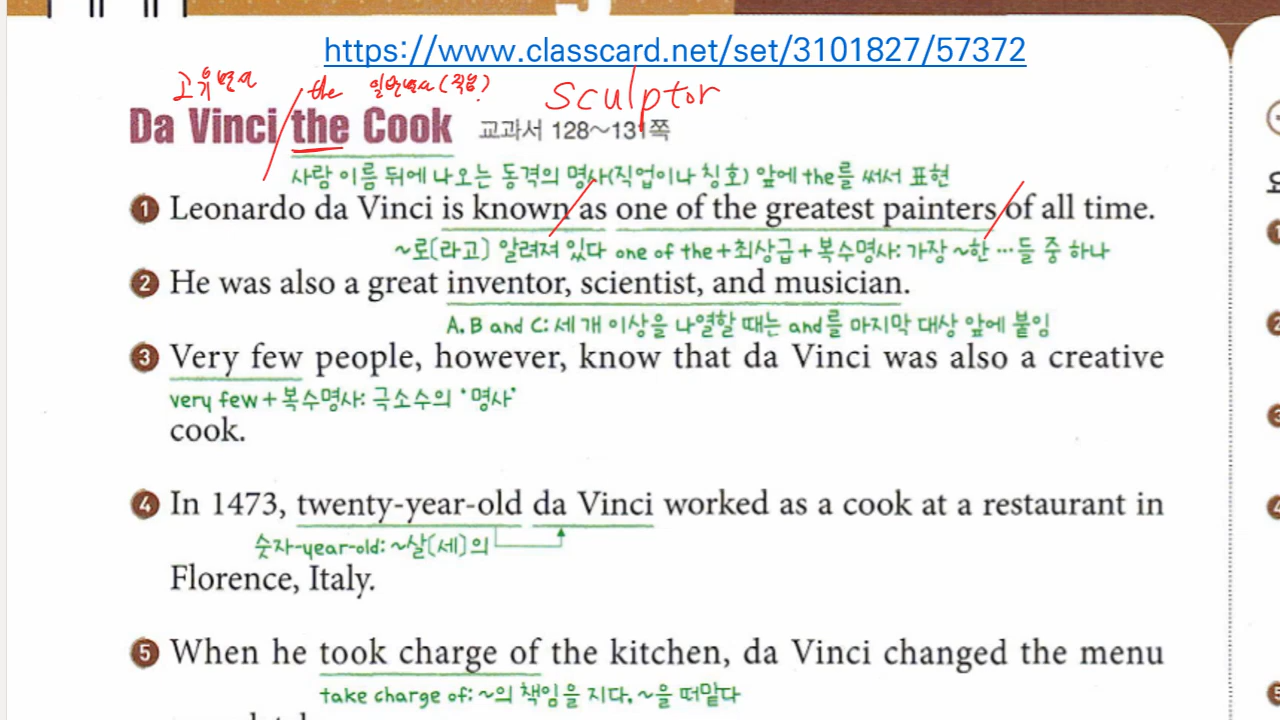 https://www.classcard.net/set/3101827/57372
고유명사 the 일반명사(직업) sculptor
Da Vinci the Cook 교과서 128~131쪽
사람 이름 뒤에 나오는 동격의 명사(직업이나 칭호) 앞에 the를 써서 표현
1 Leonardo da Vinci is known as one of the greatest painters of all time.
~로(라고) 알려져 있다 one of the+최상급+복수명사: 가장 ~한 …들 중 하나
2 He was also a great inventor, scientist, and musician.
A, B and C: 세 개 이상을 나열할 때는 and를 마지막 대상 앞에 붙임
3 Very few people, however, know that da Vinci was also a creative
very few+복수명사: 극소수의 '명사'
cook.
4 In 1473, twenty-year-old da Vinci worked as a cook at a restaurant in
숫자-year-old: ~살(세)의
Florence, Italy.
5 When he took charge of the kitchen, da Vinci changed the menu
take charge of: ~의 책임을 지다, ~을 떠맡다